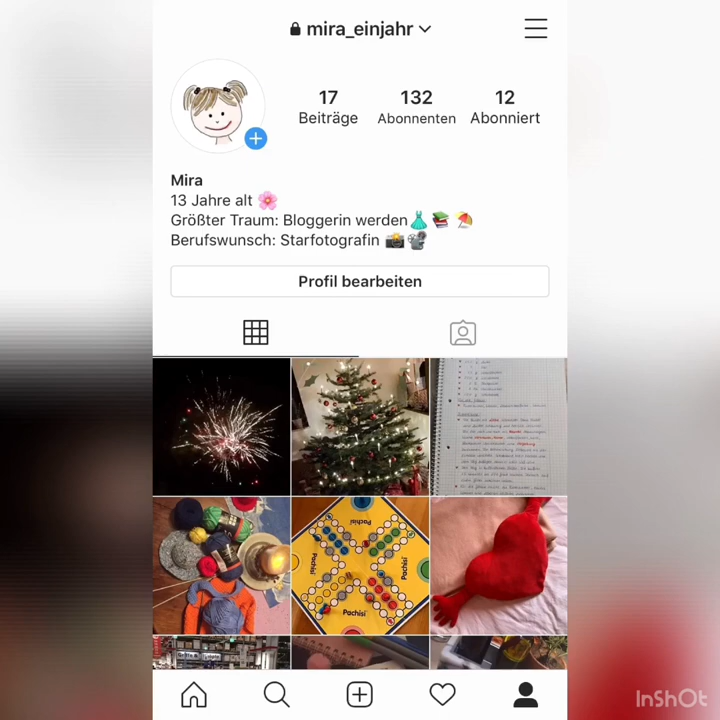 mira_einjahr
17 132 12
Beiträge Abonnenten Abonniert
Mira
13 Jahre alt 🌸
Größter Traum: Bloggerin werden 👗📚⛱️
Berufswunsch: Starfotografin 📸📽️
Profil bearbeiten
Pachisi
Pachisi
Pachisi
Pachisi
InShOt